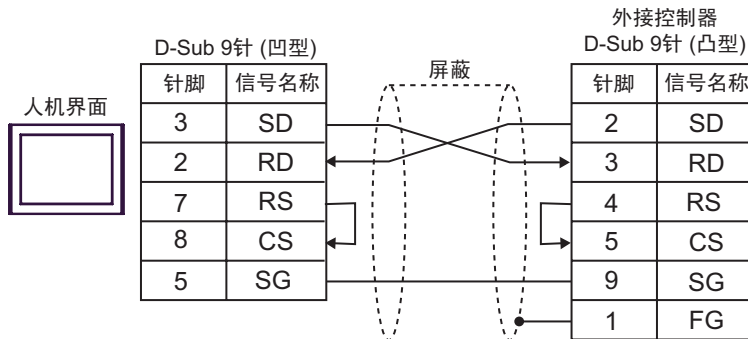 外接控制器
D-Sub 9针 (凹型)
D-Sub 9针 (凸型)
屏蔽
人机界面
针脚 信号名称
3 SD
2 RD
7 RS
8 CS
5 SG
针脚 信号名称
2 SD
3 RD
4 RS
5 CS
9 SG
1 FG